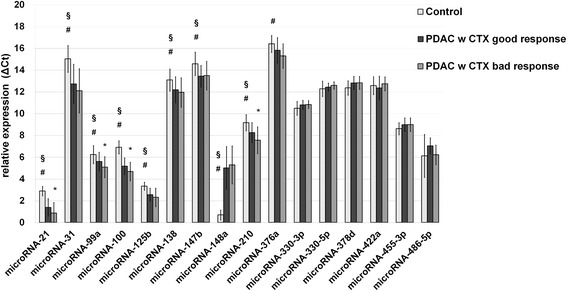 Control
PDAC w CTX good response
PDAC w CTX bad response
relative expression (ΔCt)
20
18
16
14
12
10
8
6
4
2
0
§
#
*
§
#
§
#
*
§
#
*
§
#
§
#
§
#
§
#
§
#
*
#
microRNA-21
microRNA-31
microRNA-99a
microRNA-100
microRNA-125b
microRNA-138
microRNA-147b
microRNA-148a
microRNA-210
microRNA-376a
microRNA-330-3p
microRNA-330-5p
microRNA-378d
microRNA-422a
microRNA-455-3p
microRNA-486-5p